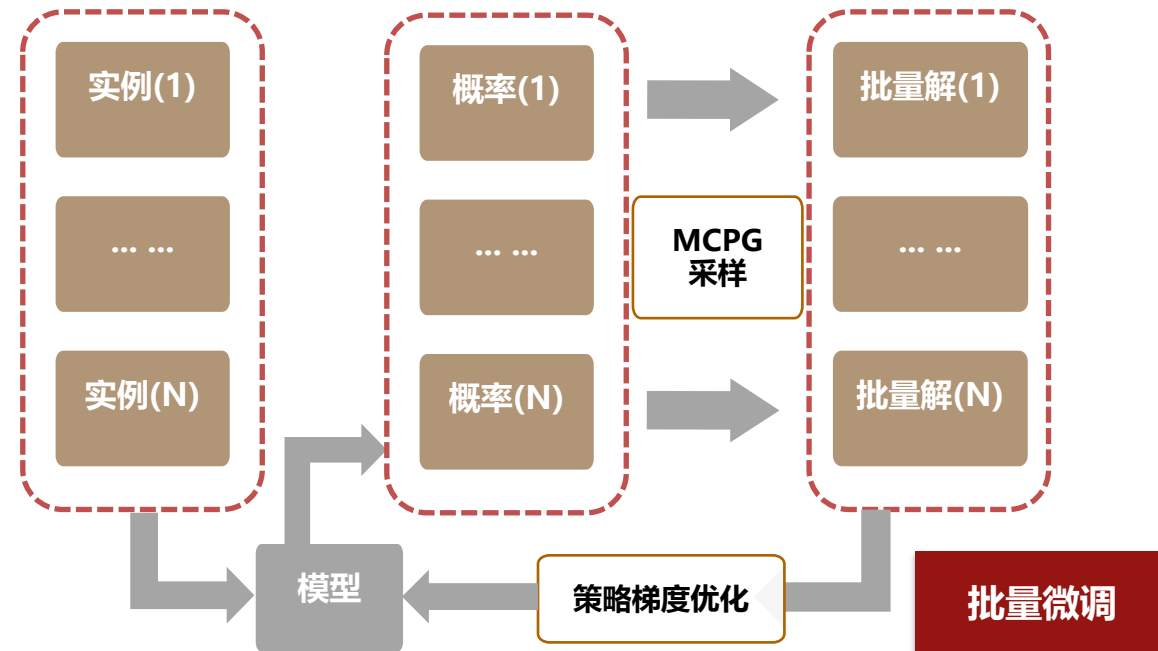 实例(1)
... ...
实例(N)
概率(1)
... ...
概率(N)
MCPG
采样
批量解(1)
... ...
批量解(N)
模型
策略梯度优化
批量微调